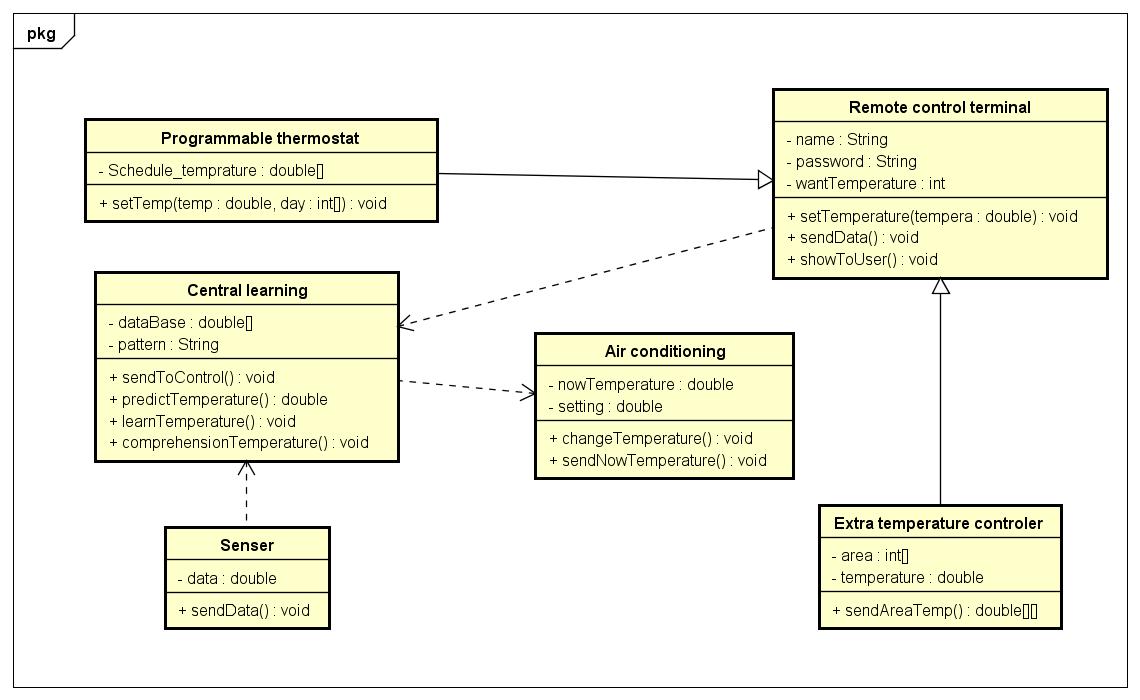 pkg
Programmable thermostat
- Schedule_temprature : double[]
+ setTemp(temp : double, day : int[]) : void
Remote control terminal
- name : String
- password : String
- wantTemperature : int
+ setTemperature(tempera : double) : void
+ sendData() : void
+ showToUser() : void
Central learning
- dataBase : double[]
- pattern : String
+ sendToControl() : void
+ predictTemperature() : double
+ learnTemperature() : void
+ comprehensionTemperature() : void
Air conditioning
- nowTemperature : double
- setting : double
+ changeTemperature() : void
+ sendNowTemperature() : void
Senser
- data : double
+ sendData() : void
Extra temperature controler
- area : int[]
- temperature : double
+ sendAreaTemp() : double[][]